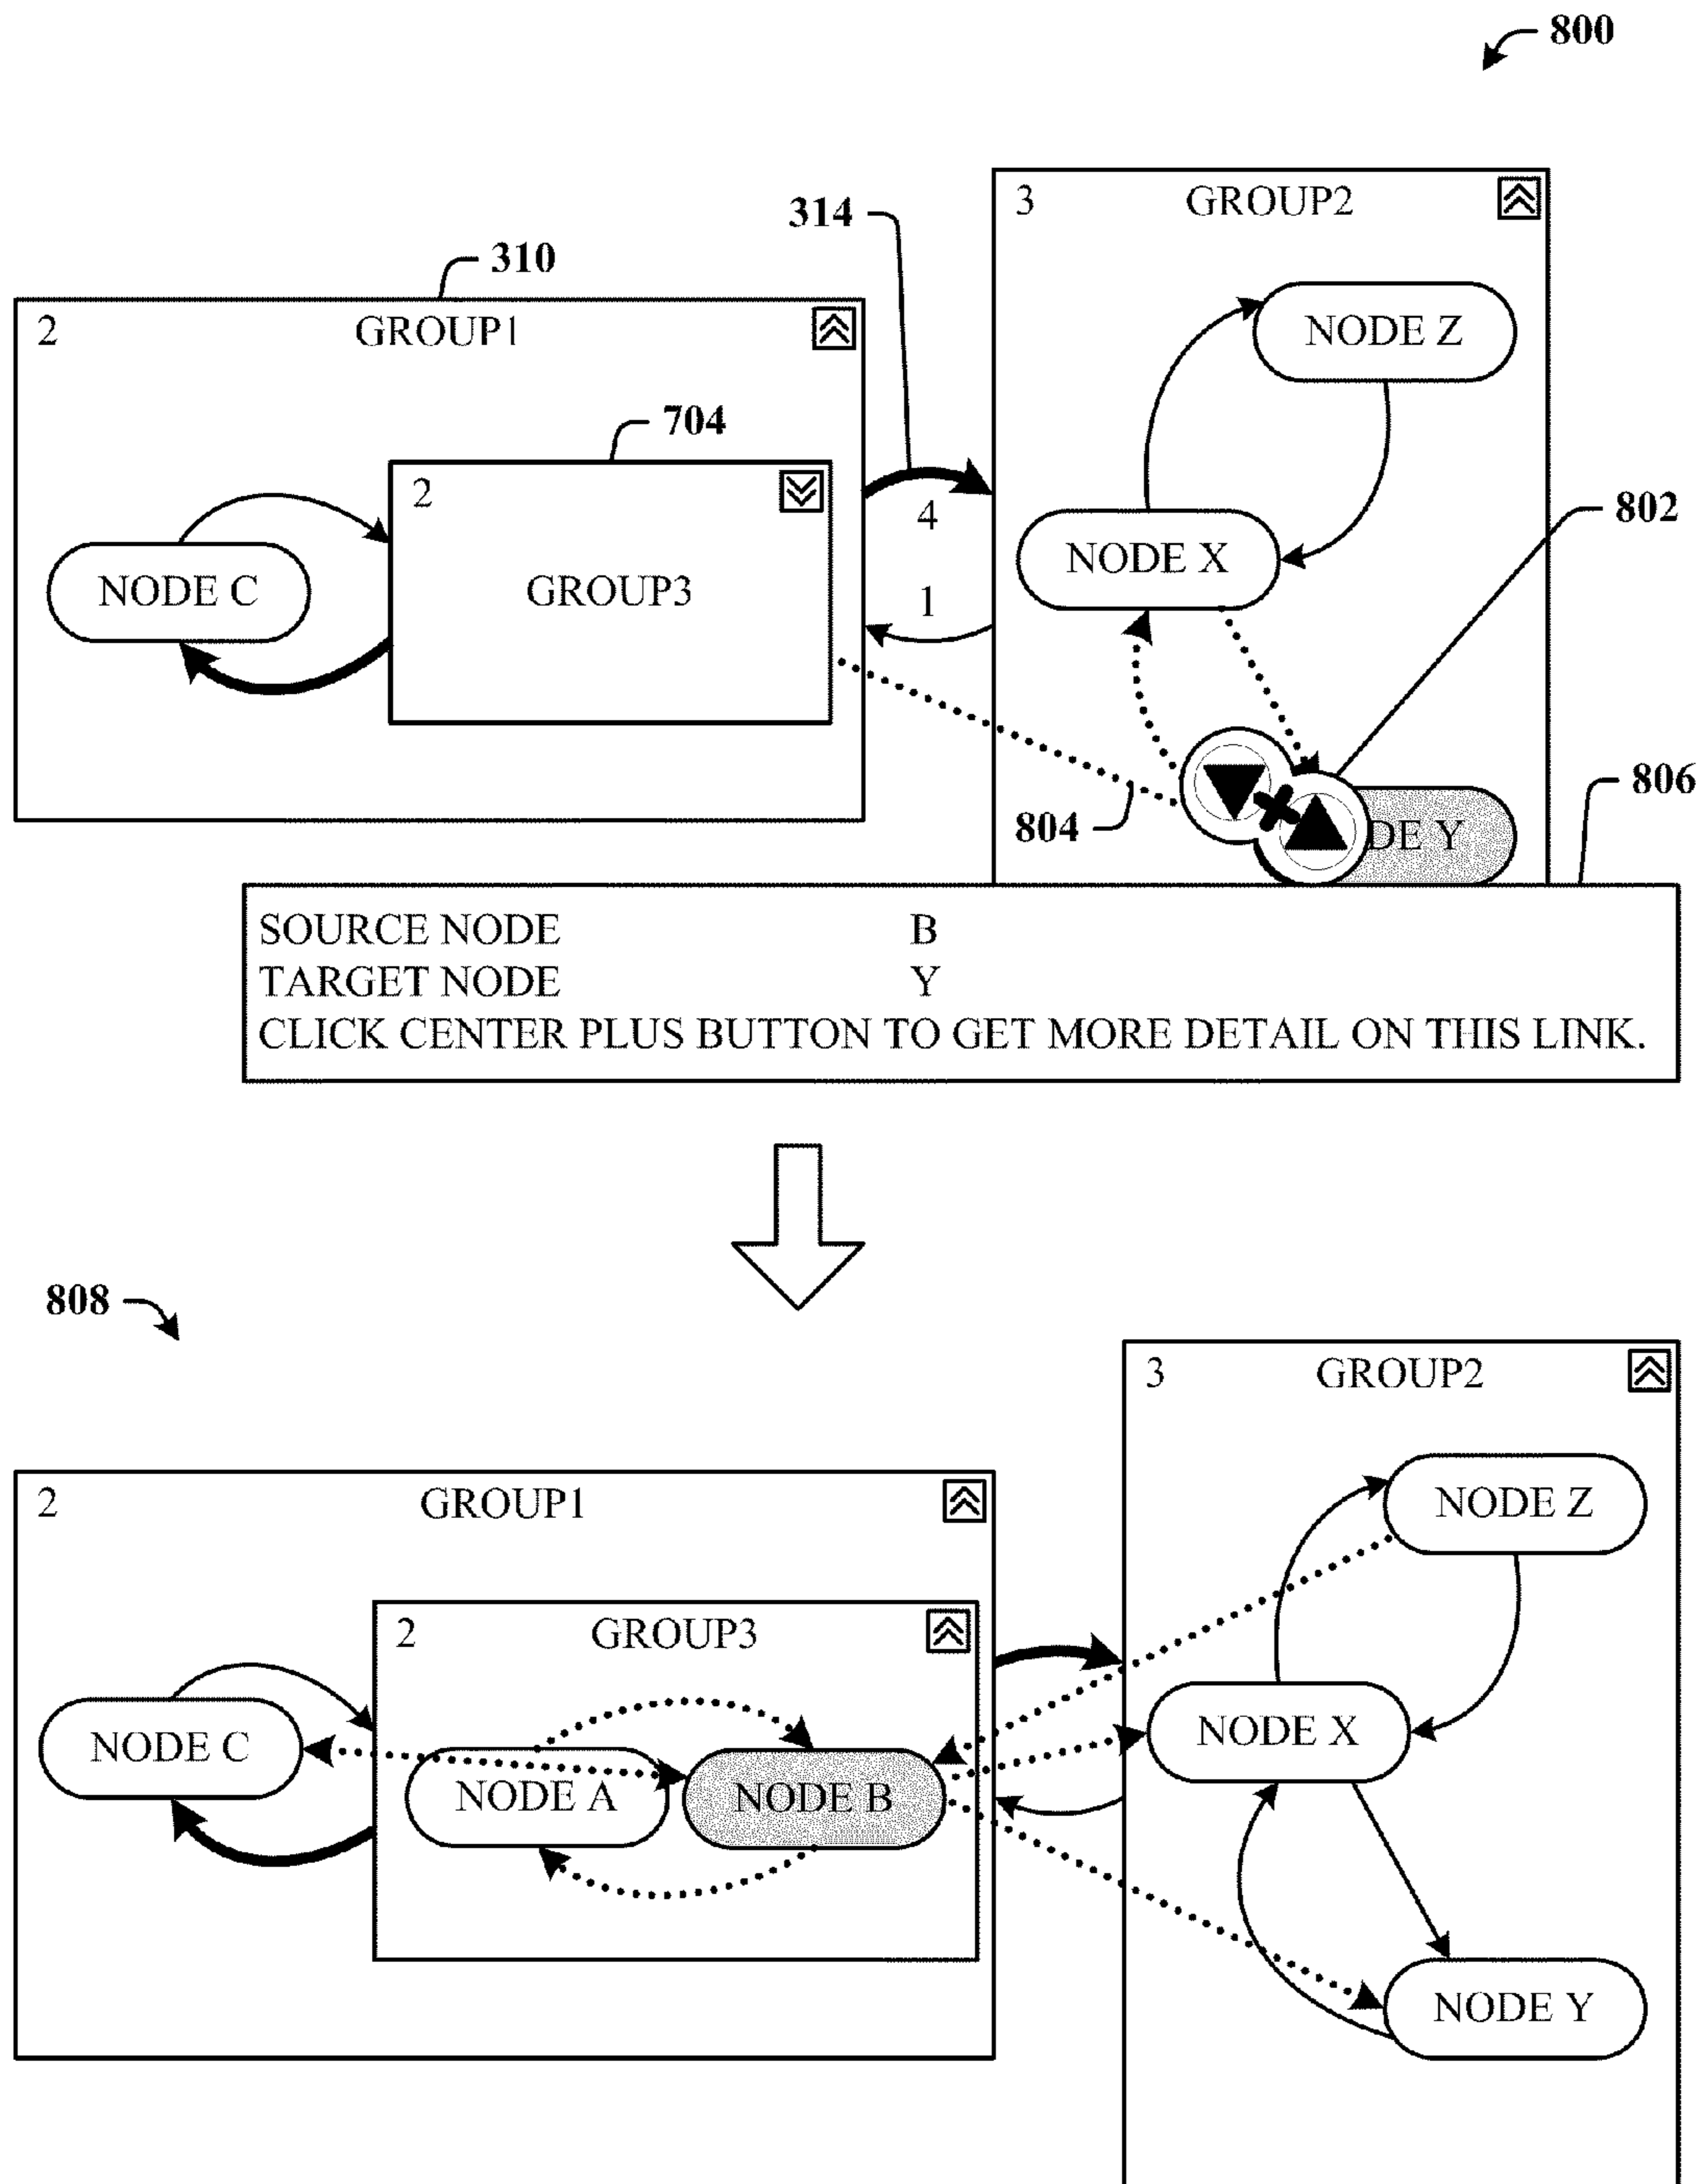 800
3 GROUP2
314
310
2 GROUP1
NODE Z
704
2
4
802
NODE X
NODE C
GROUP3
1
806
804
DE Y
SOURCE NODE B
TARGET NODE Y
CLICK CENTER PLUS BUTTON TO GET MORE DETAIL ON THIS LINK.
808
3 GROUP2
2 GROUP1
NODE Z
2 GROUP3
NODE X
NODE C
NODE A
NODE B
NODE Y